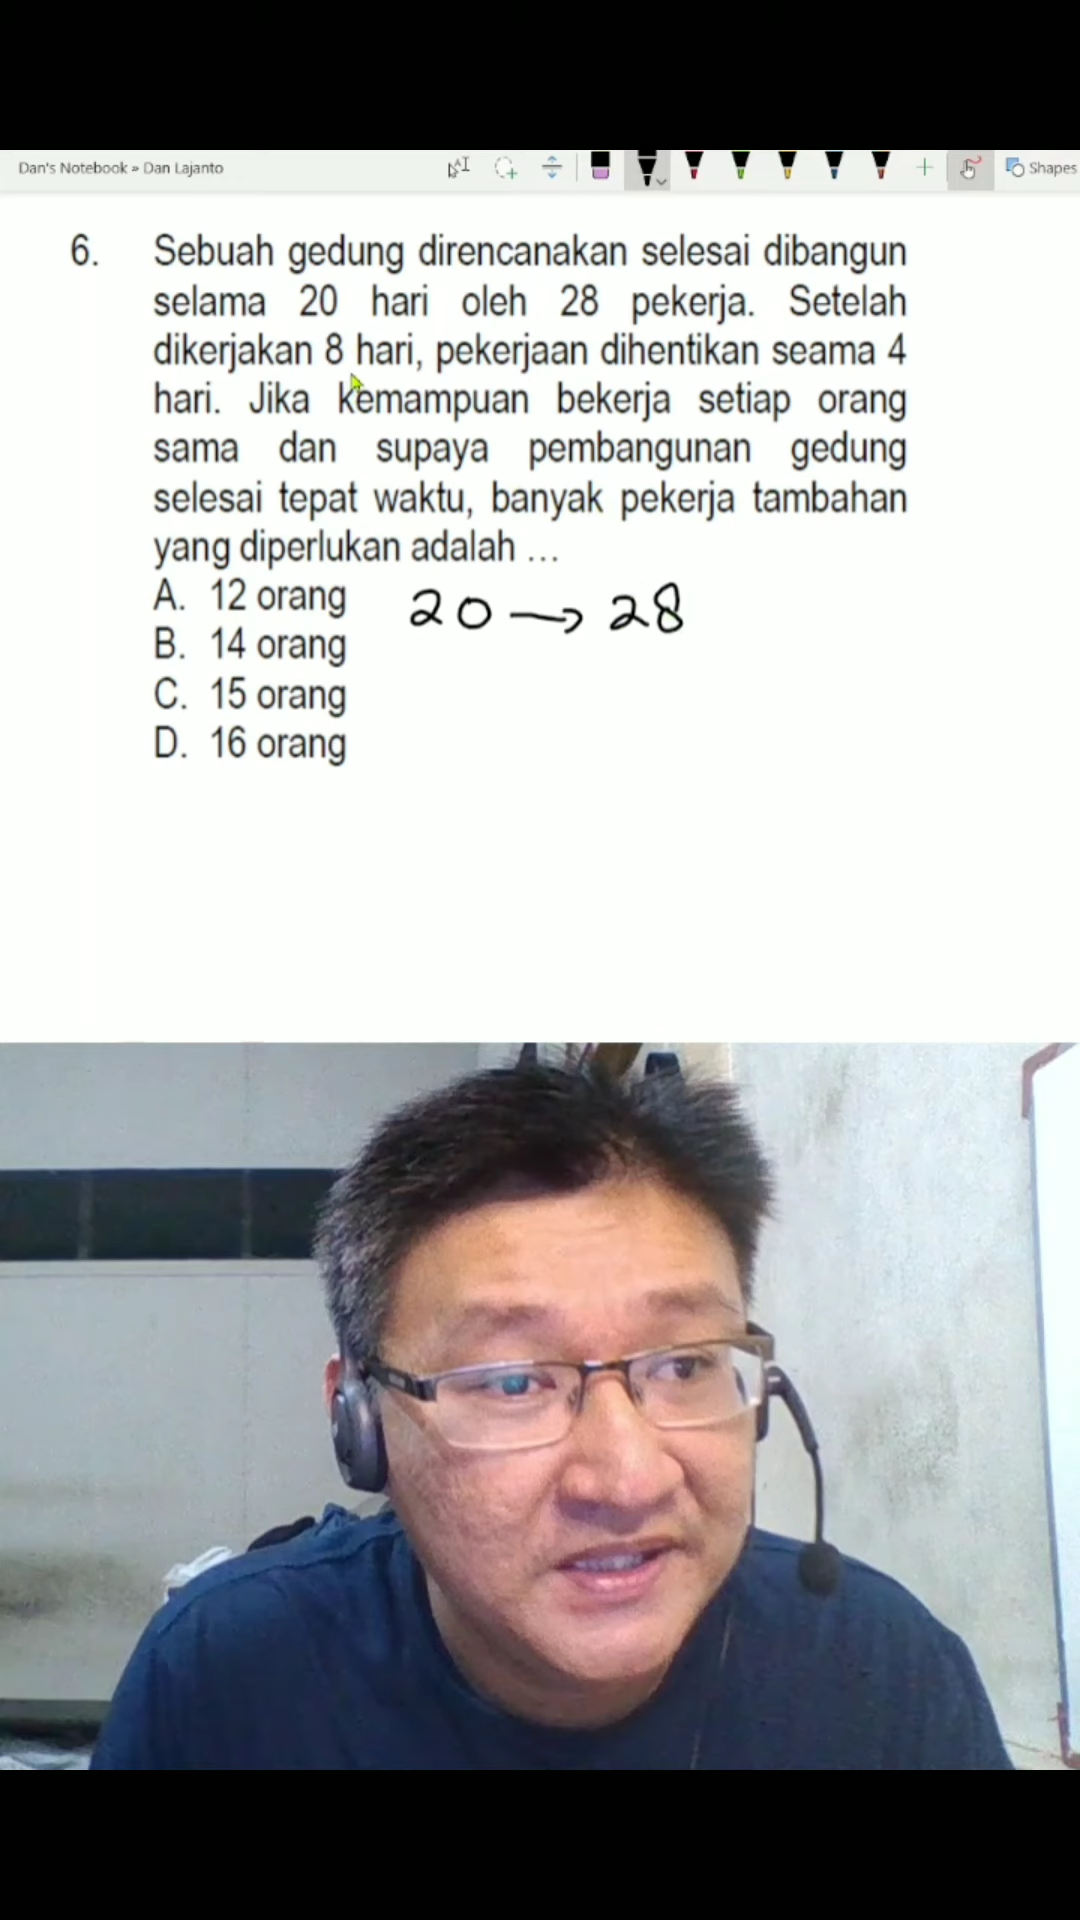 Dan's Notebook » Dan Lajanto
Shapes
6. Sebuah gedung direncanakan selesai dibangun
selama 20 hari oleh 28 pekerja. Setelah
dikerjakan 8 hari, pekerjaan dihentikan seama 4
hari. Jika kemampuan bekerja setiap orang
sama dan supaya pembangunan gedung
selesai tepat waktu, banyak pekerja tambahan
yang diperlukan adalah ...
A. 12 orang
20 → 28
B. 14 orang
C. 15 orang
D. 16 orang